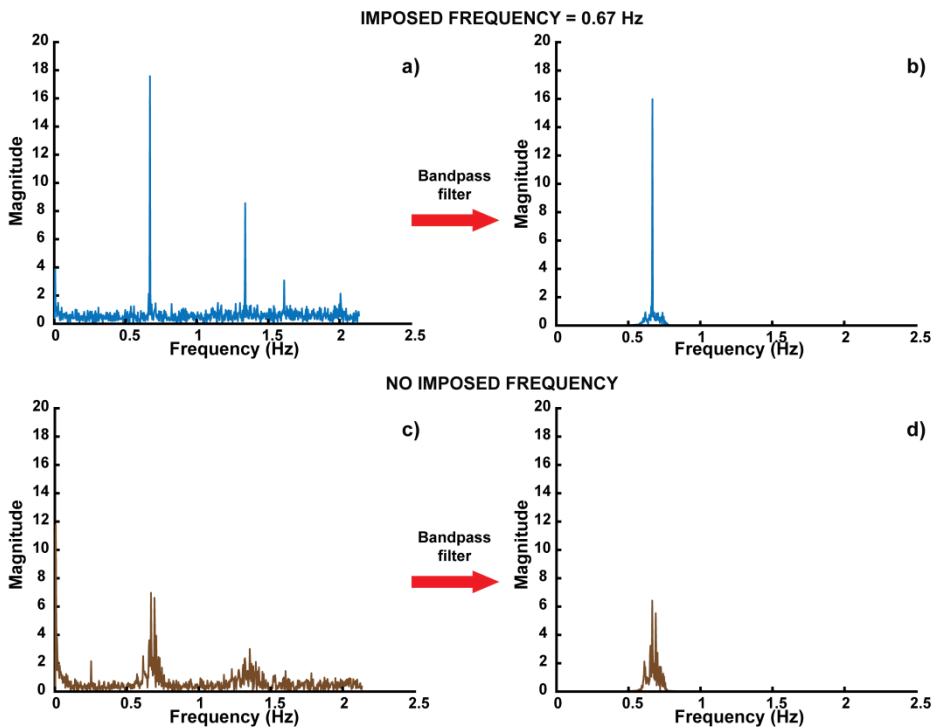 IMPOSED FREQUENCY = 0.67 Hz
20
18
16
14
12
10
8
6
4
2
0
Magnitude
a)
0 0.5 1 1.5 2 2.5
Frequency (Hz)
Bandpass
filter
20
18
16
14
12
10
8
6
4
2
0
Magnitude
b)
0 0.5 1 1.5 2 2.5
Frequency (Hz)
NO IMPOSED FREQUENCY
20
18
16
14
12
10
8
6
4
2
0
Magnitude
c)
0 0.5 1 1.5 2 2.5
Frequency (Hz)
Bandpass
filter
20
18
16
14
12
10
8
6
4
2
0
Magnitude
d)
0 0.5 1 1.5 2 2.5
Frequency (Hz)